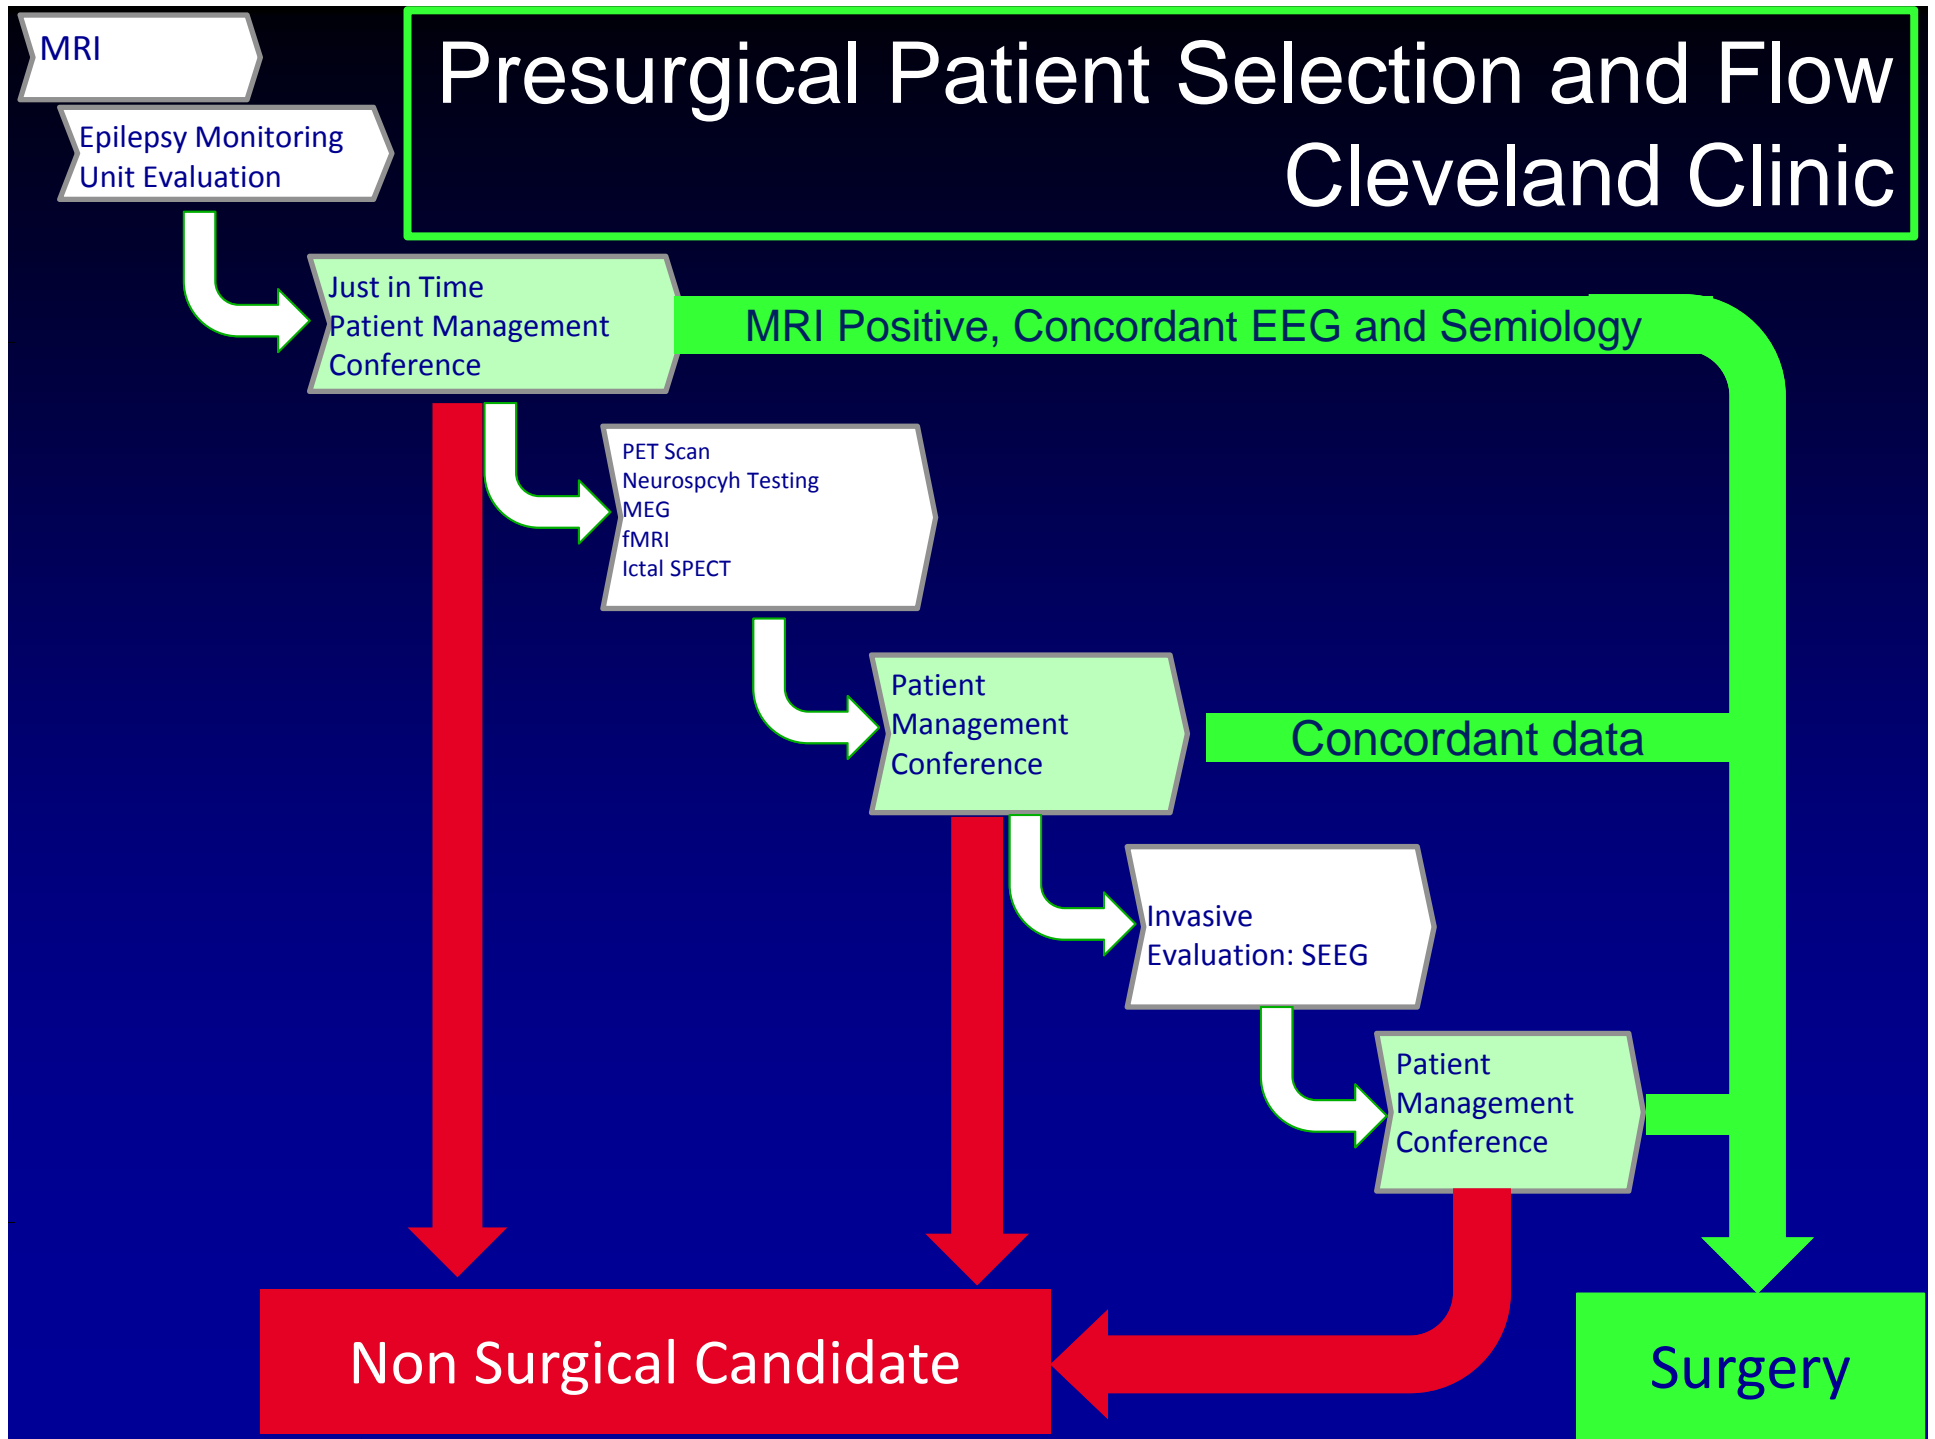 MRI
Presurgical Patient Selection and Flow
Cleveland Clinic
Epilepsy Monitoring
Unit Evaluation
Just in Time
Patient Management
Conference
MRI Positive, Concordant EEG and Semiology
PET Scan
Neurospcyh Testing
MEG
fMRI
Ictal SPECT
Patient
Management
Conference
Concordant data
Invasive
Evaluation: SEEG
Patient
Management
Conference
Non Surgical Candidate
Surgery